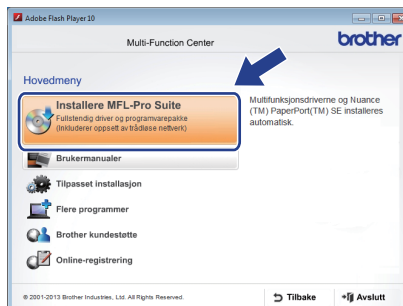 Adobe Flash Player 10
Multi-Function Center
brother
Hovedmeny
Installere MFL-Pro Suite
Fullstendig driver og programvarepakke
(Inkluderer oppsett av trådløse nettverk)
Multifunksjonsdriverne og Nuance
(TM) PaperPort(TM) SE installeres
automatisk.
Brukermanualer
Tilpasset installasjon
Flere programmer
Brother kundestøtte
Online-registrering
© 2001-2013 Brother Industries, Ltd. All Rights Reserved.
Tilbake
Avslutt